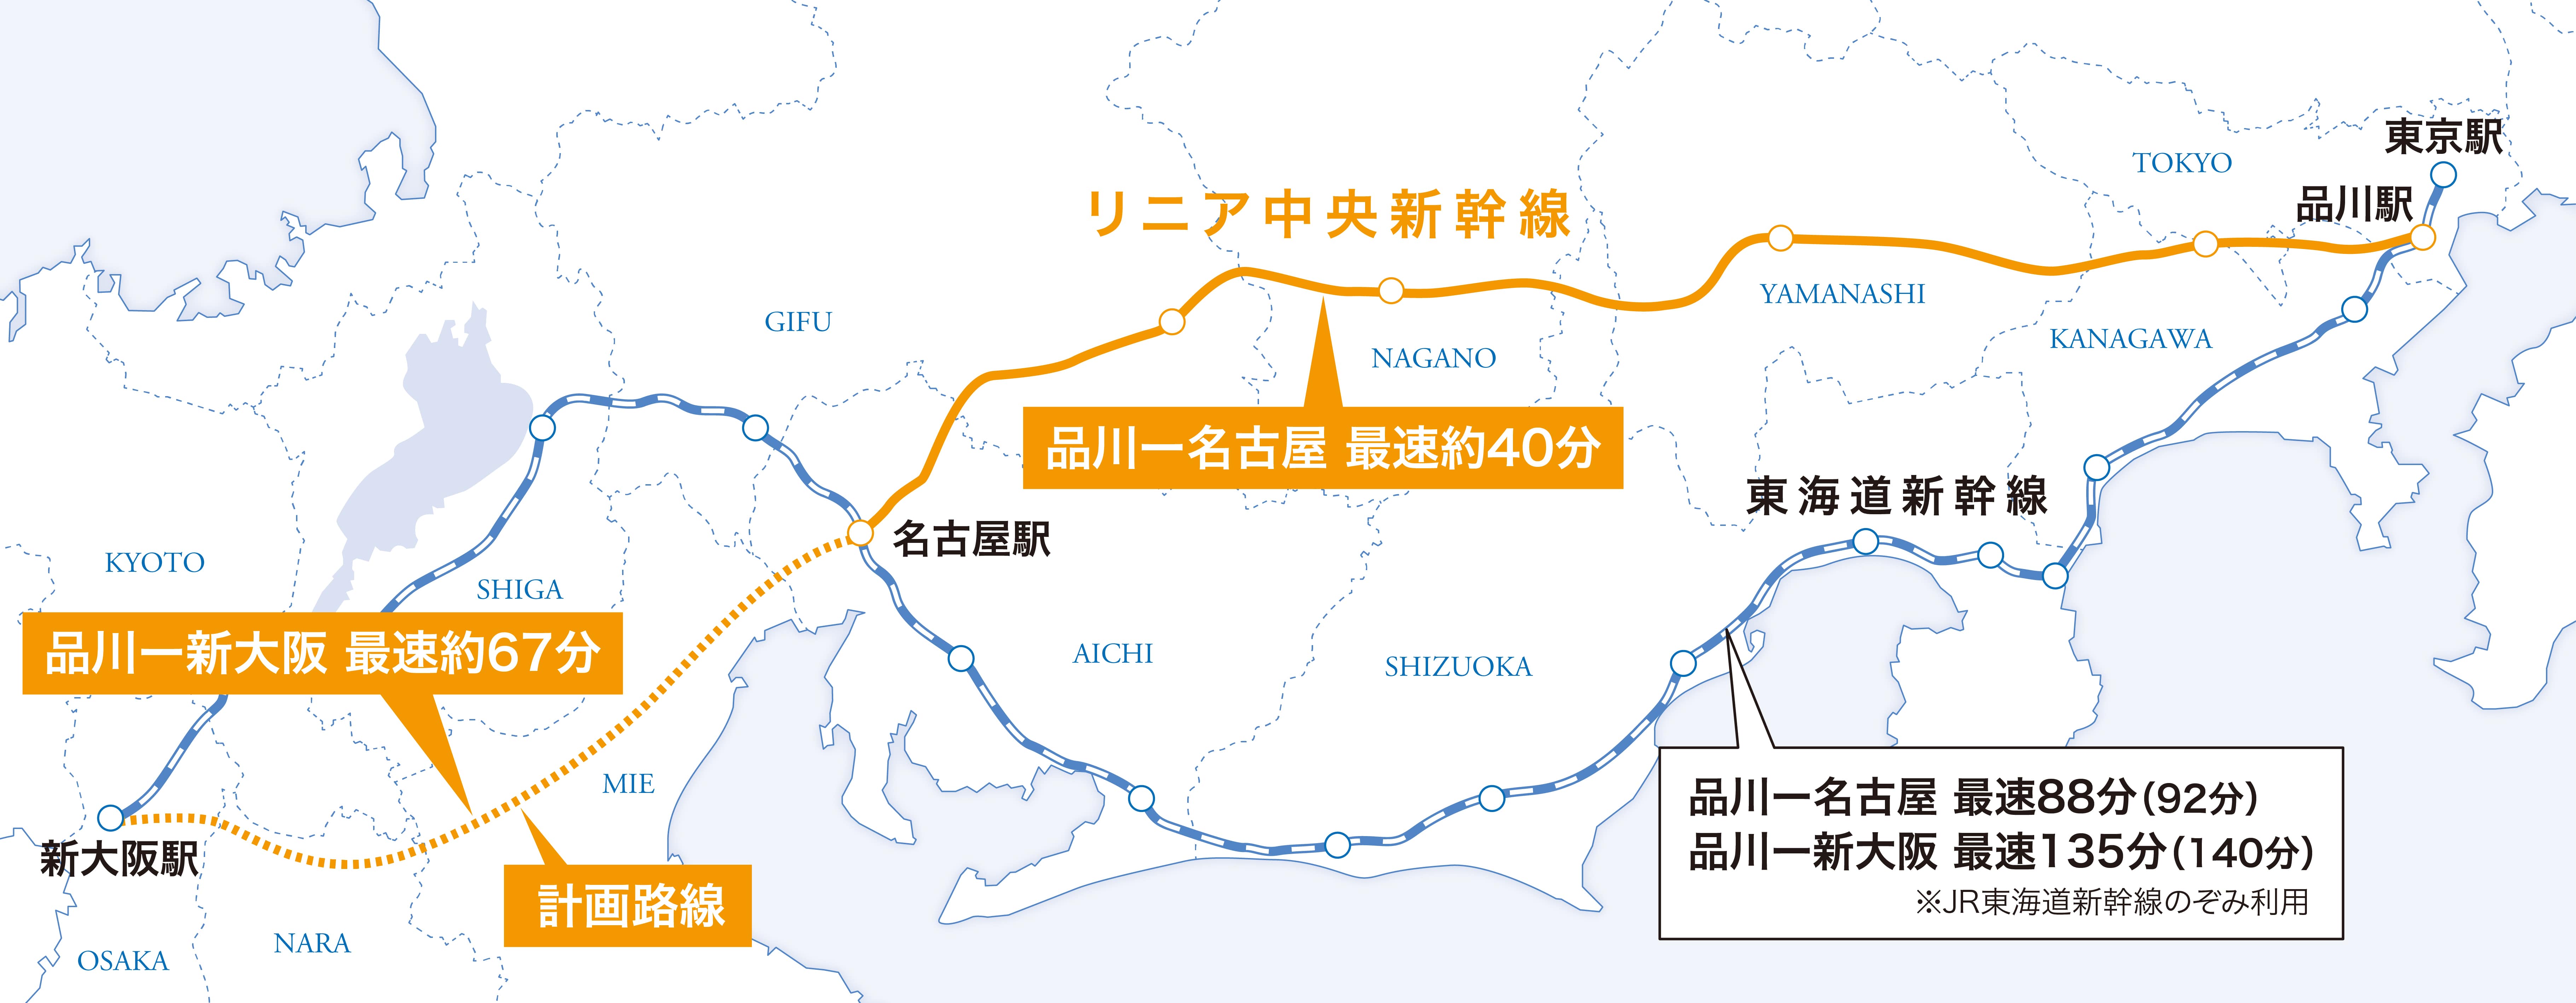 東京駅
TOKYO
品川駅
リニア中央新幹線
YAMANASHI
GIFU
KANAGAWA
NAGANO
品川ー名古屋 最速約40分
東海道新幹線
名古屋駅
KYOTO
SHIGA
品川ー新大阪 最速約67分
AICHI
SHIZUOKA
MIE
品川ー名古屋 最速88分(92分)
品川ー新大阪 最速135分(140分)
※JR東海道新幹線のぞみ利用
新大阪駅
計画路線
NARA
OSAKA